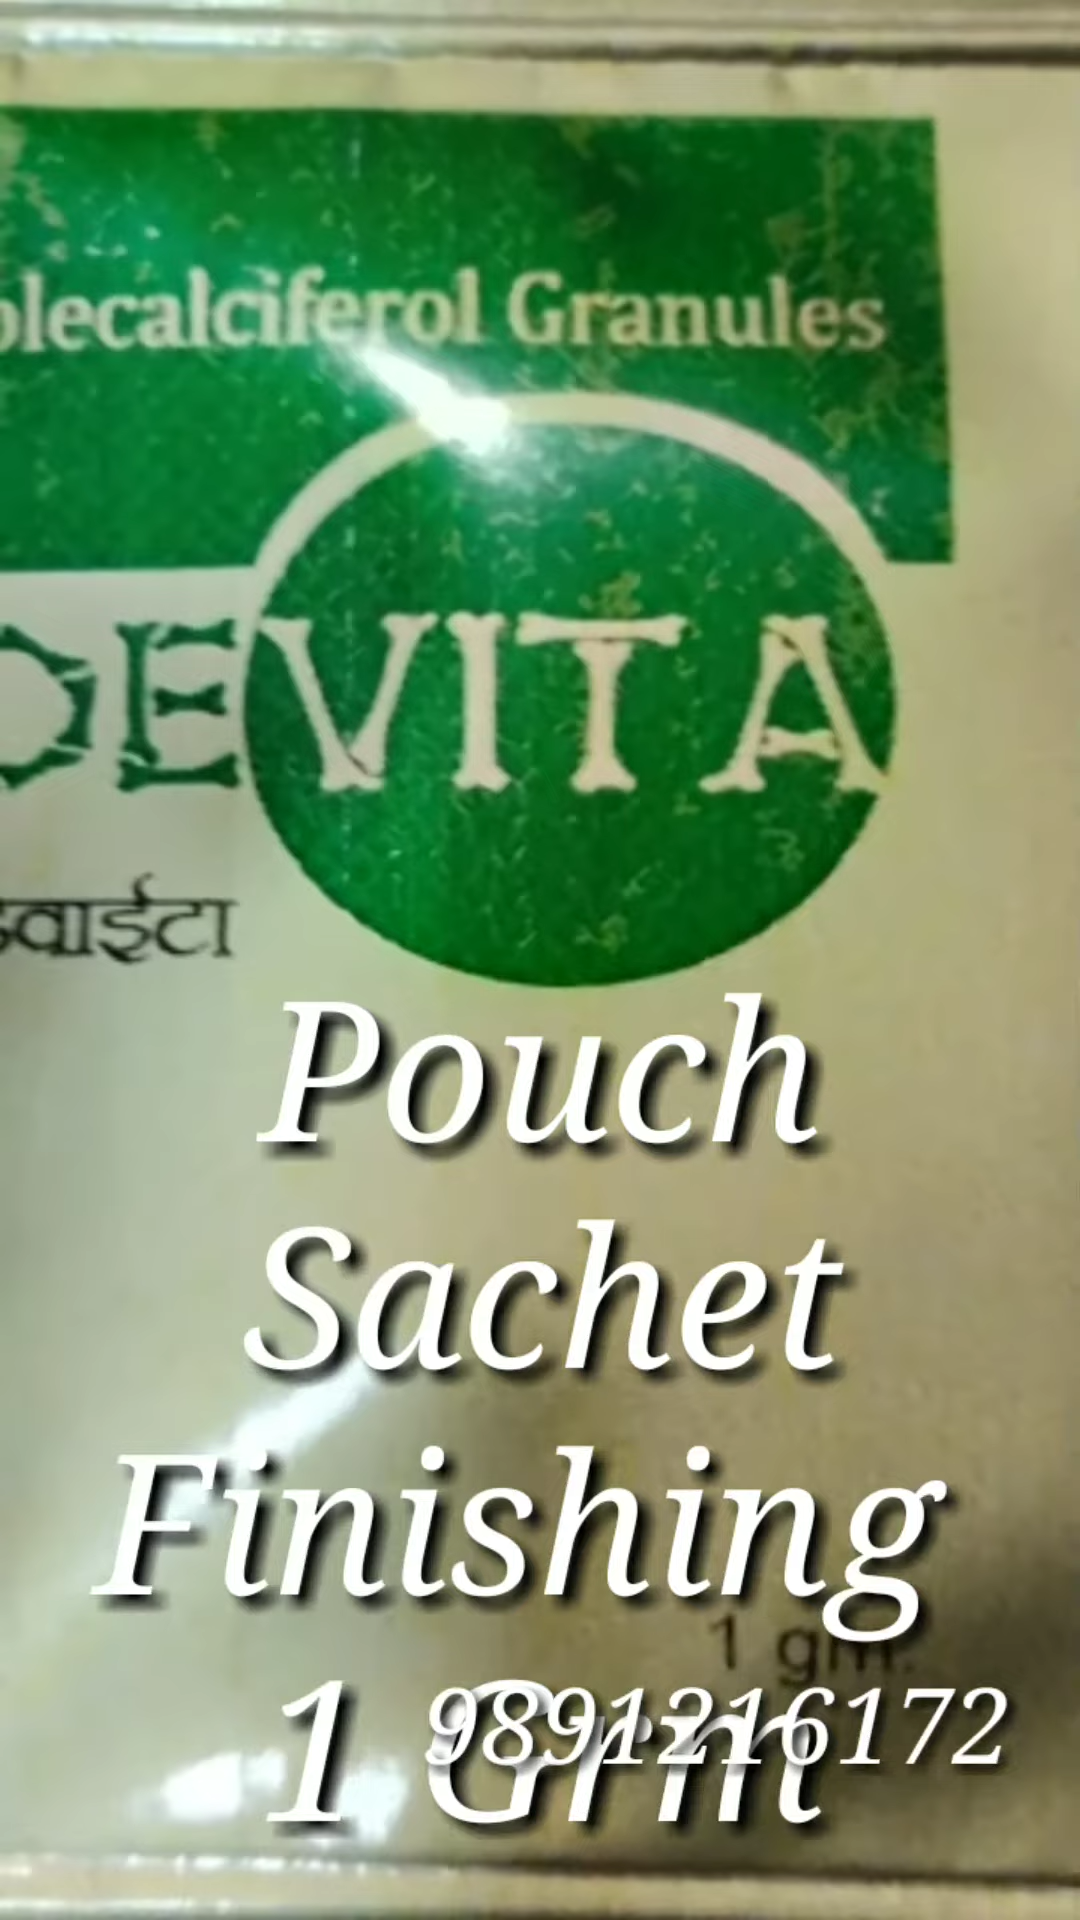 olecalciferol Granules
DEVITA
वाईटा
Pouch
Sachet
Finishing
1 gm.
1 Grm
9891216172